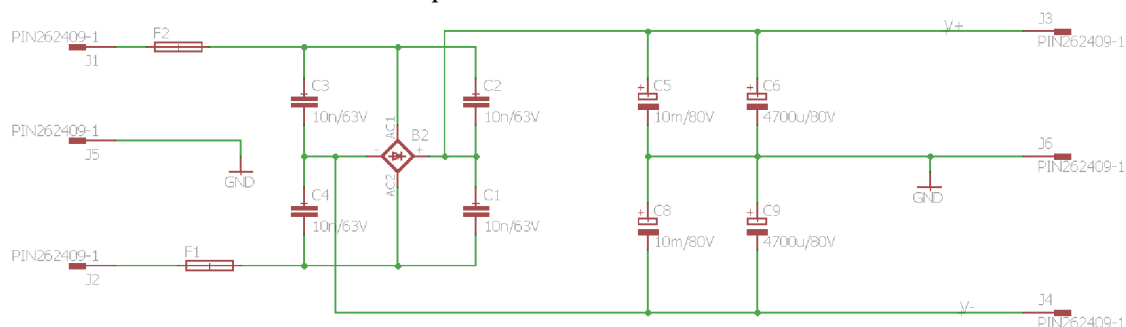 F2
PIN262409-1
J1
C3
10n/63V
AC1
C2
10n/63V
B2
-
+
AC2
PIN262409-1
J5
GND
C4
10n/63V
C1
10n/63V
F1
PIN262409-1
J2
V+
J3
PIN262409-1
+
C5
10m/80V
+
C6
4700u/80V
J6
PIN262409-1
GND
+
C8
10m/80V
+
C9
4700u/80V
V-
J4
PIN262409-1